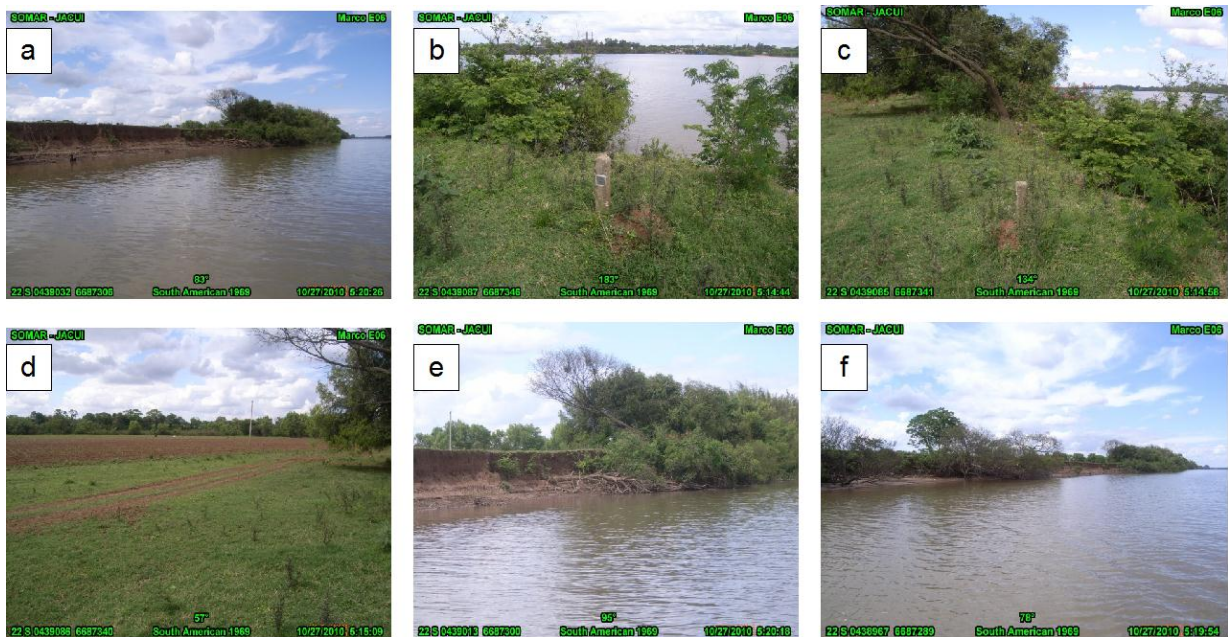 SOMAR - JACUI Marco E06
a
83°
22 S 0439032 6687306 South American 1969 10/27/2010 5:20:26
SOMAR - JACUI Marco E06
b
183°
22 S 0439087 6687346 South American 1969 10/27/2010 5:14:44
SOMAR - JACUI Marco E06
c
134°
22 S 0439085 6687341 South American 1969 10/27/2010 5:14:58
SOMAR - JACUI Marco E06
d
57°
22 S 0439086 6687340 South American 1969 10/27/2010 5:15:09
SOMAR - JACUI Marco E06
e
95°
22 S 0439013 6687300 South American 1969 10/27/2010 5:20:18
SOMAR - JACUI Marco E06
f
78°
22 S 0438967 6687289 South American 1969 10/27/2010 5:19:54